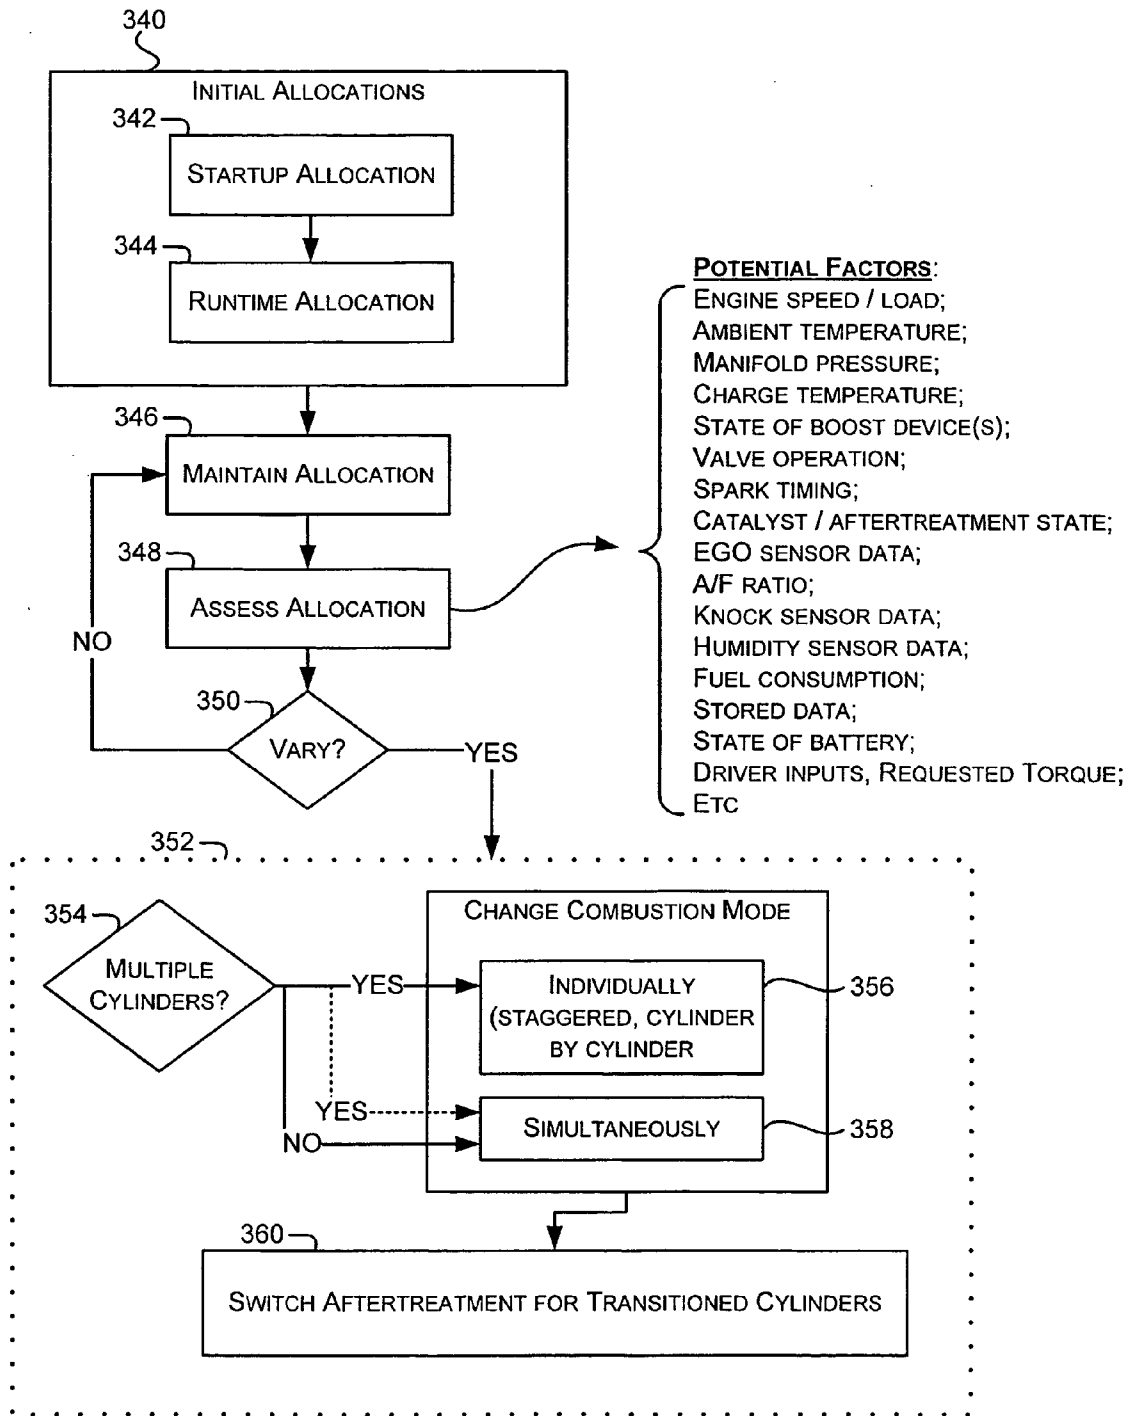 340
INITIAL ALLOCATIONS
342
STARTUP ALLOCATION
344
RUNTIME ALLOCATION
346
MAINTAIN ALLOCATION
348
ASSESS ALLOCATION
NO
350
VARY?
YES
POTENTIAL FACTORS:
ENGINE SPEED / LOAD;
AMBIENT TEMPERATURE;
MANIFOLD PRESSURE;
CHARGE TEMPERATURE;
STATE OF BOOST DEVICE(S);
VALVE OPERATION;
SPARK TIMING;
CATALYST / AFTERTREATMENT STATE;
EGO SENSOR DATA;
A/F RATIO;
KNOCK SENSOR DATA;
HUMIDITY SENSOR DATA;
FUEL CONSUMPTION;
STORED DATA;
STATE OF BATTERY;
DRIVER INPUTS, REQUESTED TORQUE;
ETC
352
354
MULTIPLE
CYLINDERS?
YES
YES
NO
CHANGE COMBUSTION MODE
INDIVIDUALLY
(STAGGERED, CYLINDER
BY CYLINDER
356
SIMULTANEOUSLY
358
360
SWITCH AFTERTREATMENT FOR TRANSITIONED CYLINDERS